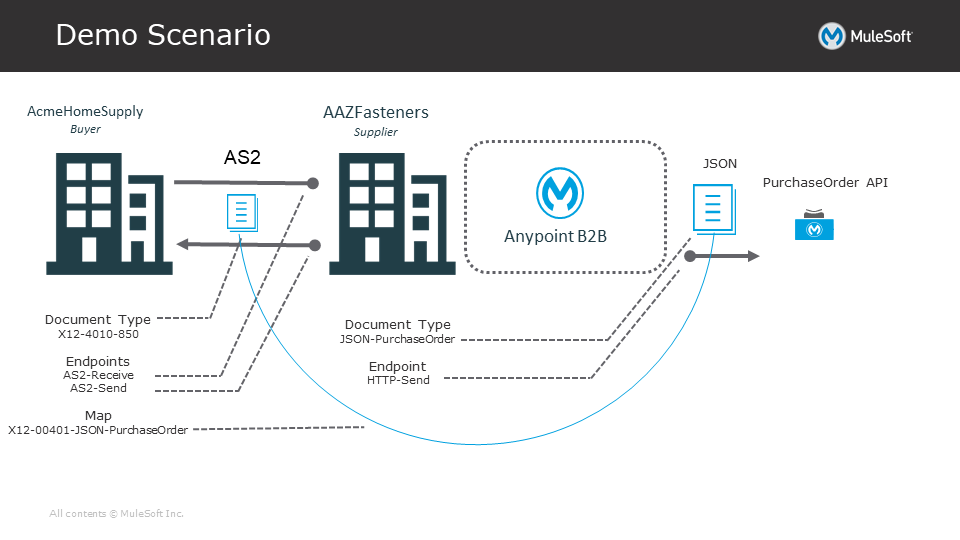 Demo Scenario
MuleSoft
AcmeHomeSupply
Buyer
AS2
AAZFasteners
Supplier
Anypoint B2B
JSON
PurchaseOrder API
Document Type
X12-4010-850
Endpoints
AS2-Receive
AS2-Send
Map
X12-00401-JSON-PurchaseOrder
Document Type
JSON-PurchaseOrder
Endpoint
HTTP-Send
All contents © MuleSoft Inc.